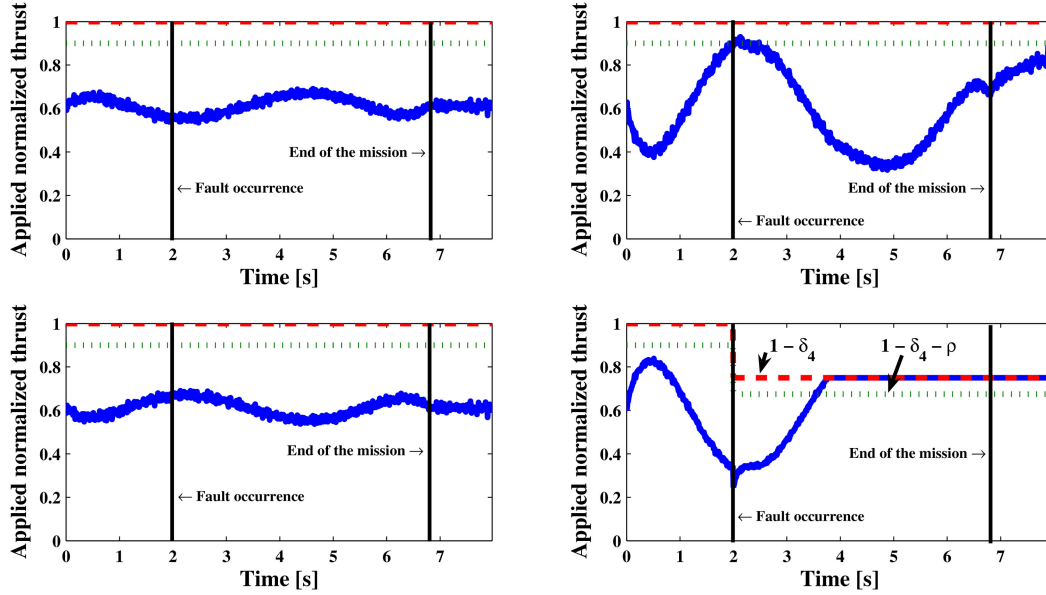 Applied normalized thrust
1
0.8
0.6
0.4
0.2
0
End of the mission →
← Fault occurrence
0 1 2 3 4 5 6 7
Time [s]
Applied normalized thrust
1
0.8
0.6
0.4
0.2
0
End of the mission →
← Fault occurrence
0 1 2 3 4 5 6 7
Time [s]
Applied normalized thrust
1
0.8
0.6
0.4
0.2
0
End of the mission →
← Fault occurrence
0 1 2 3 4 5 6 7
Time [s]
Applied normalized thrust
1
0.8
0.6
0.4
0.2
0
1 − δ₄
1 − δ₄ − ρ
End of the mission →
← Fault occurrence
0 1 2 3 4 5 6 7
Time [s]